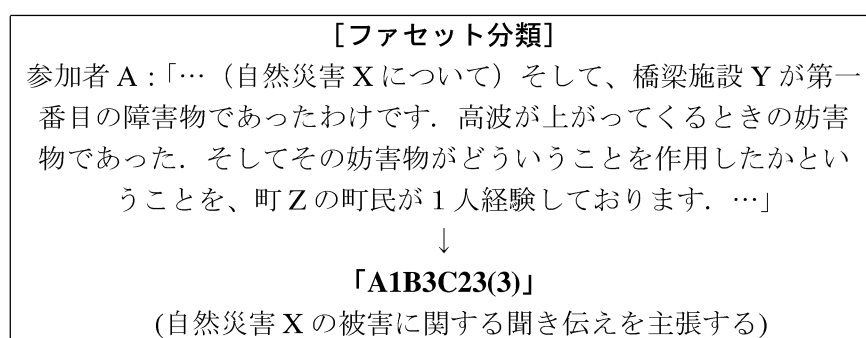 [ファセット分類]
参加者 A :「…（自然災害 X について）そして、橋梁施設 Y が第一
番目の障害物であったわけです．高波が上がってくるときの妨害
物であった．そしてその妨害物がどういうことを作用したかとい
うことを、町 Z の町民が 1 人経験しております．…」
↓
「A1B3C23(3)」
(自然災害 X の被害に関する聞き伝えを主張する)